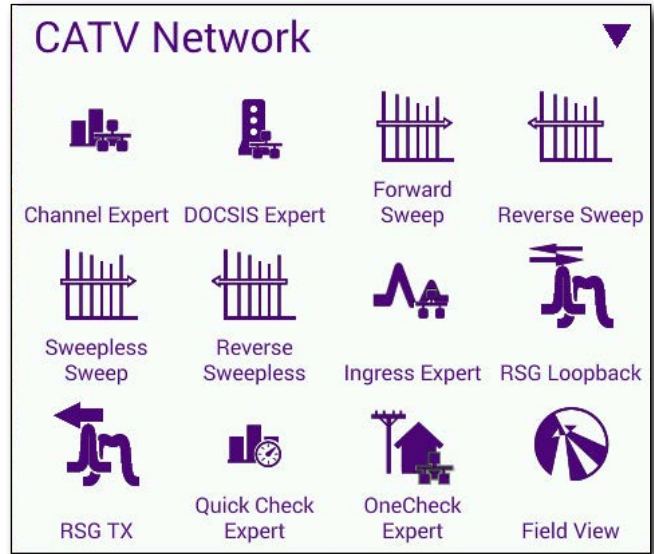 CATV Network
Channel Expert
DOCSIS Expert
Forward
Sweep
Reverse Sweep
Sweepless
Sweep
Reverse
Sweepless
Ingress Expert
RSG Loopback
RSG TX
Quick Check
Expert
OneCheck
Expert
Field View